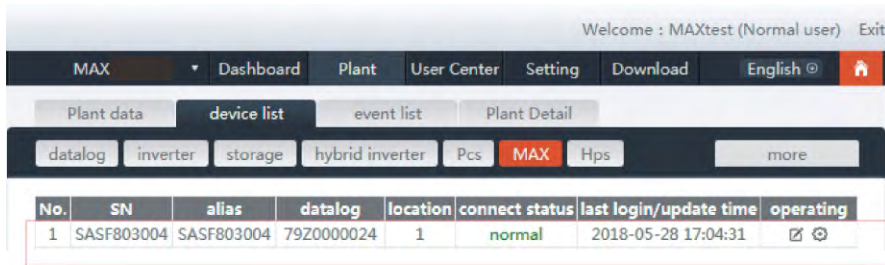 Welcome : MAXtest (Normal user) Exit
MAX Dashboard Plant User Center Setting Download English
Plant data device list event list Plant Detail
datalog inverter storage hybrid inverter Pcs MAX Hps more
No. SN alias datalog location connect status last login/update time operating
1 SASF803004 SASF803004 79Z0000024 1 normal 2018-05-28 17:04:31